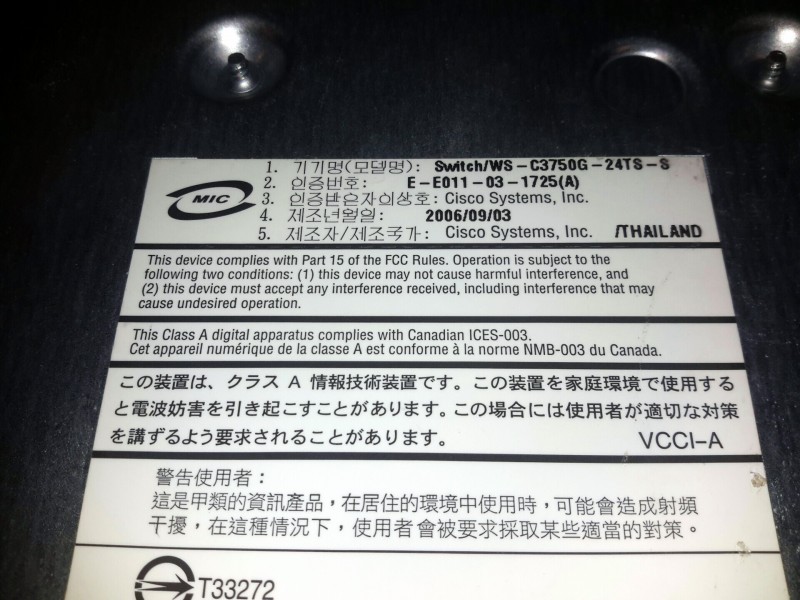 MIC
1. 기기명(모델명): Switch/WS-C3750G-24TS-S
2. 인증번호: E-E011-03-1725(A)
3. 인증받은자의상호: Cisco Systems, Inc.
4. 제조년월일: 2006/09/03
5. 제조자/제조국가: Cisco Systems, Inc. /THAILAND
This device complies with Part 15 of the FCC Rules. Operation is subject to the
following two conditions: (1) this device may not cause harmful interference, and
(2) this device must accept any interference received, including interference that may
cause undesired operation.
This Class A digital apparatus complies with Canadian ICES-003.
Cet appareil numérique de la classe A est conforme à la norme NMB-003 du Canada.
この装置は、クラス A 情報技術装置です。この装置を家庭環境で使用する
と電波妨害を引き起こすことがあります。この場合には使用者が適切な対策
を講ずるよう要求されることがあります。 VCCI-A
警告使用者：
這是甲類的資訊產品，在居住的環境中使用時，可能會造成射頻
干擾，在這種情況下，使用者會被要求採取某些適當的對策。
T33272